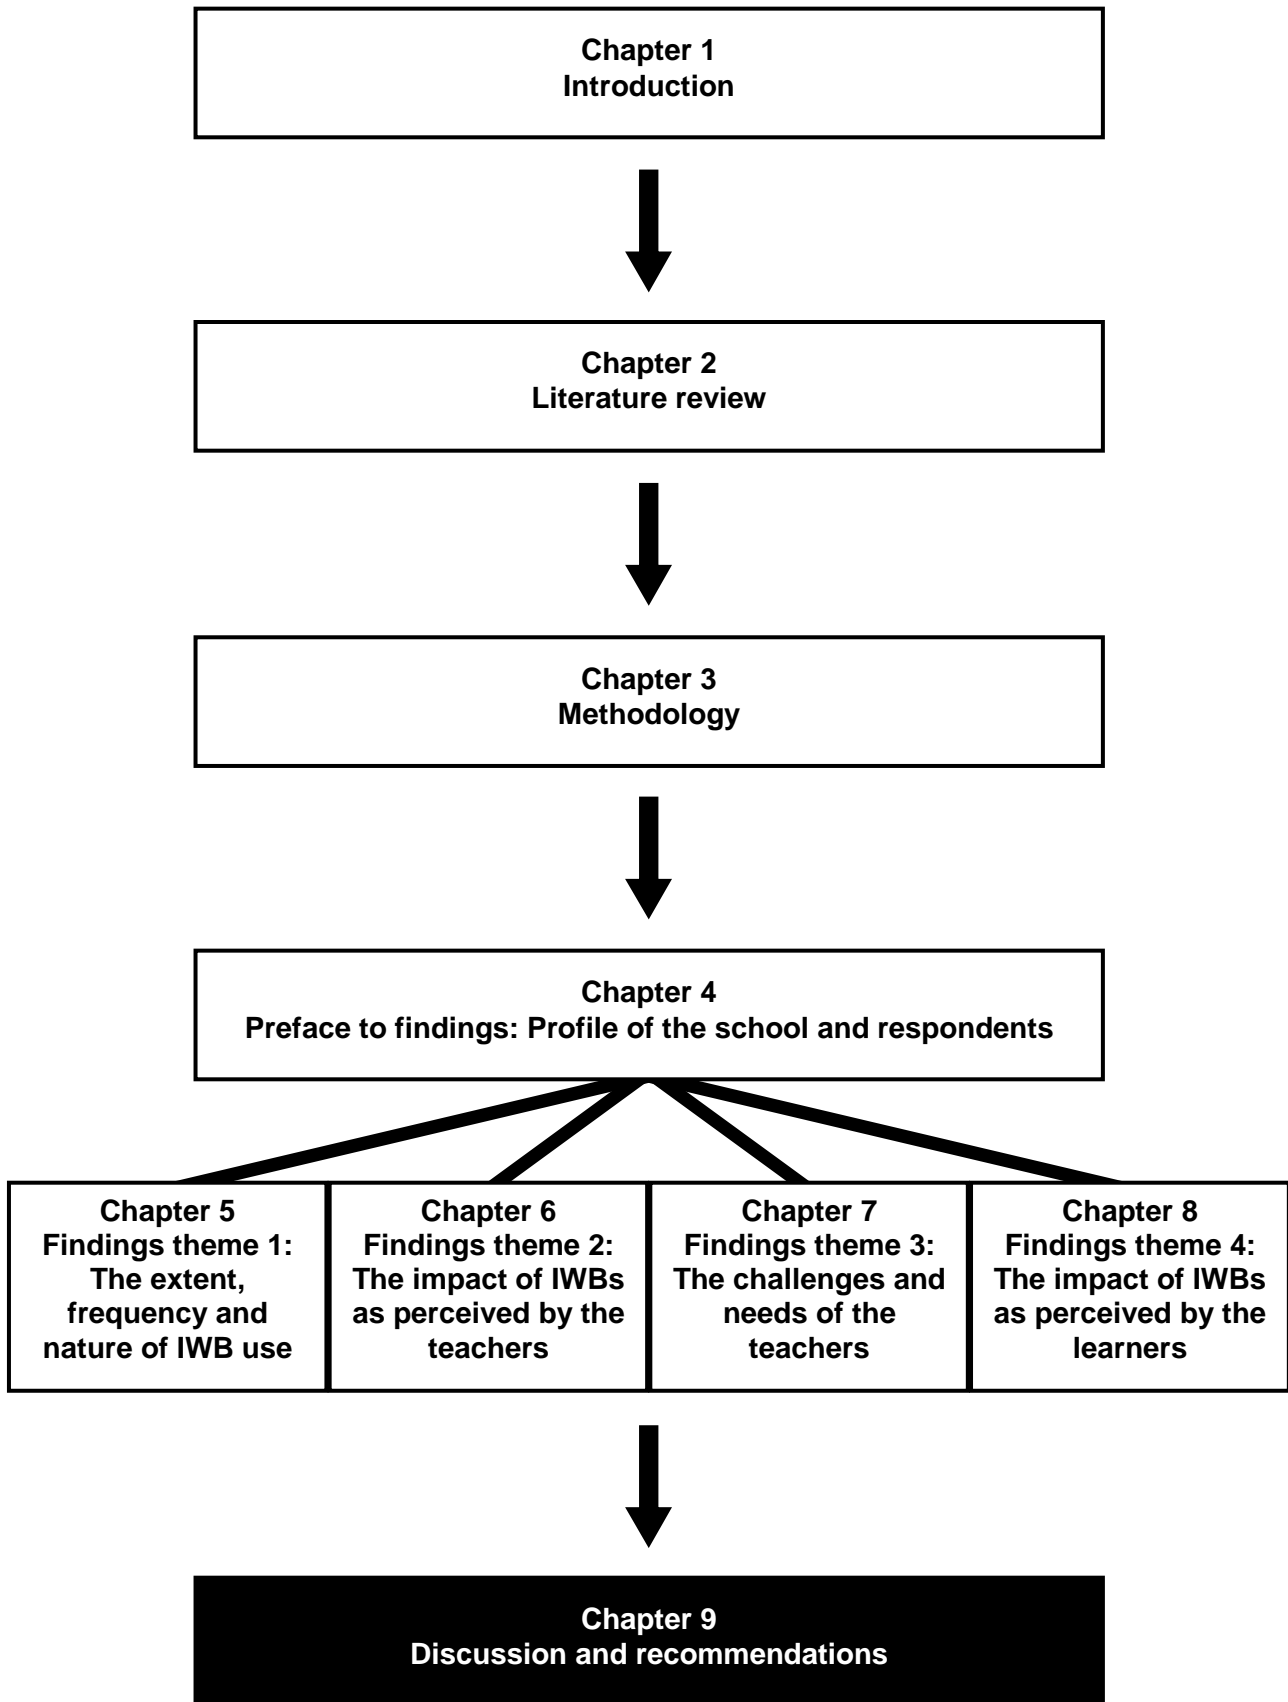 Chapter 1
Introduction
Chapter 2
Literature review
Chapter 3
Methodology
Chapter 4
Preface to findings: Profile of the school and respondents
Chapter 5
Findings theme 1:
The extent,
frequency and
nature of IWB use
Chapter 6
Findings theme 2:
The impact of IWBs
as perceived by the
teachers
Chapter 7
Findings theme 3:
The challenges and
needs of the
teachers
Chapter 8
Findings theme 4:
The impact of IWBs
as perceived by the
learners
Chapter 9
Discussion and recommendations